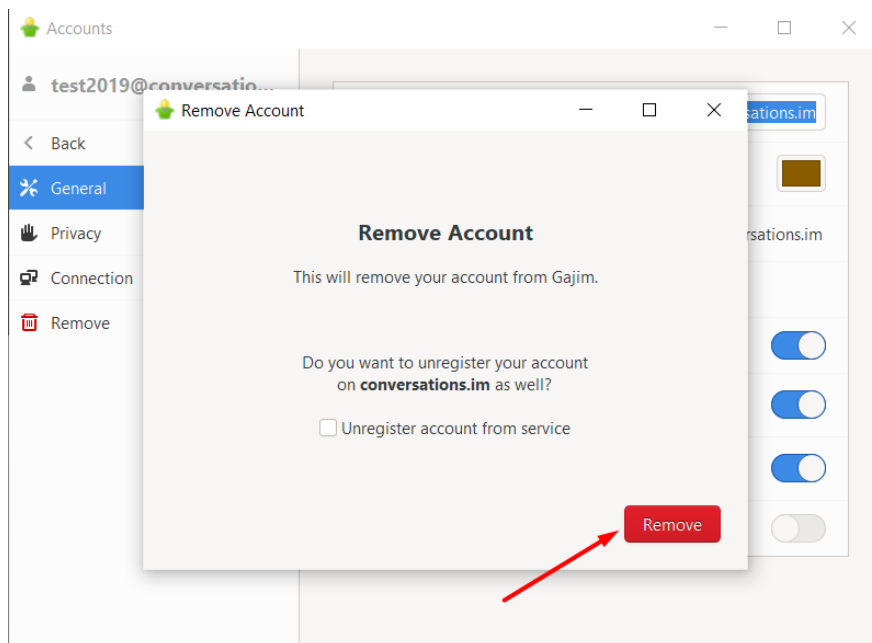 Accounts
test2019@conversatio...
Remove Account
sations.im
Back
General
Privacy
rsations.im
Connection
Remove
Remove Account
This will remove your account from Gajim.
Do you want to unregister your account
on conversations.im as well?
Unregister account from service
Remove